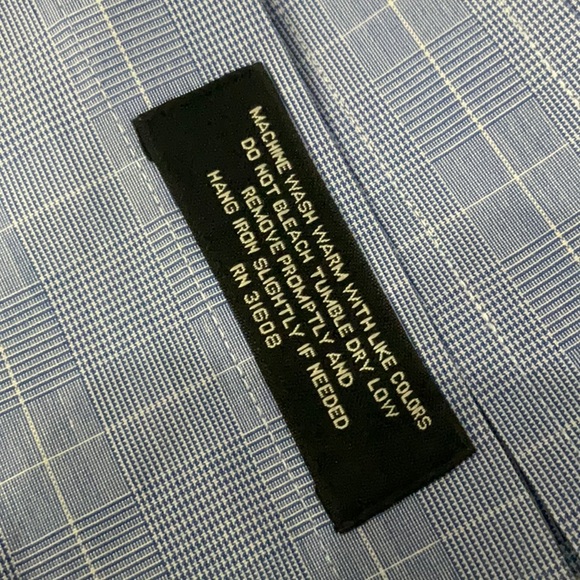 MACHINE WASH WARM WITH LIKE COLORS
DO NOT BLEACH TUMBLE DRY LOW
REMOVE PROMPTLY AND
HANG IRON SLIGHTLY IF NEEDED
RN 31608